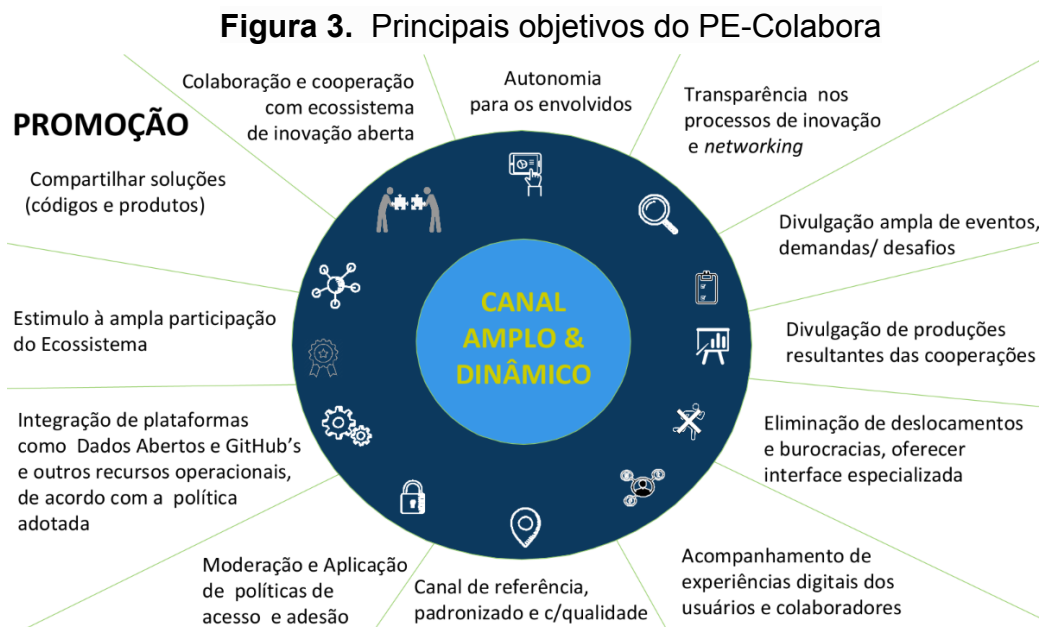 Figura 3. Principais objetivos do PE-Colabora
PROMOÇÃO
Compartilhar soluções
(códigos e produtos)
Colaboração e cooperação
com ecossistema
de inovação aberta
Autonomia
para os envolvidos
Transparência nos
processos de inovação
e networking
Divulgação ampla de eventos,
demandas/ desafios
Divulgação de produções
resultantes das cooperações
Eliminação de deslocamentos
e burocracias, oferecer
interface especializada
Acompanhamento de
experiências digitais dos
usuários e colaboradores
Canal de referência,
padronizado e c/qualidade
Moderação e Aplicação
de políticas de
acesso e adesão
Integração de plataformas
como Dados Abertos e GitHub's
e outros recursos operacionais,
de acordo com a política
adotada
Estimulo à ampla participação
do Ecossistema
CANAL
AMPLO &
DINÂMICO